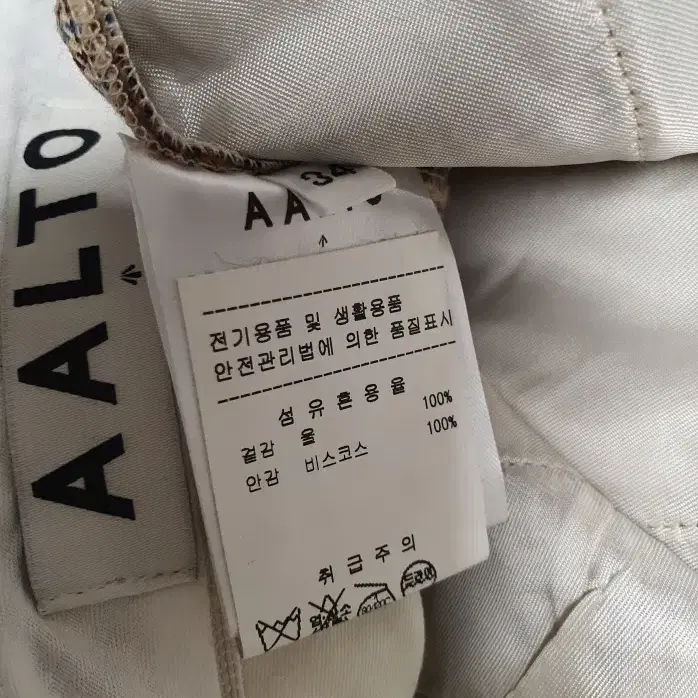 AALTO
34
전기용품 및 생활용품
안전관리법에 의한 품질표시
섬 유 혼 용 율
겉감 울 100%
안감 비스코스 100%
취 급 주 의